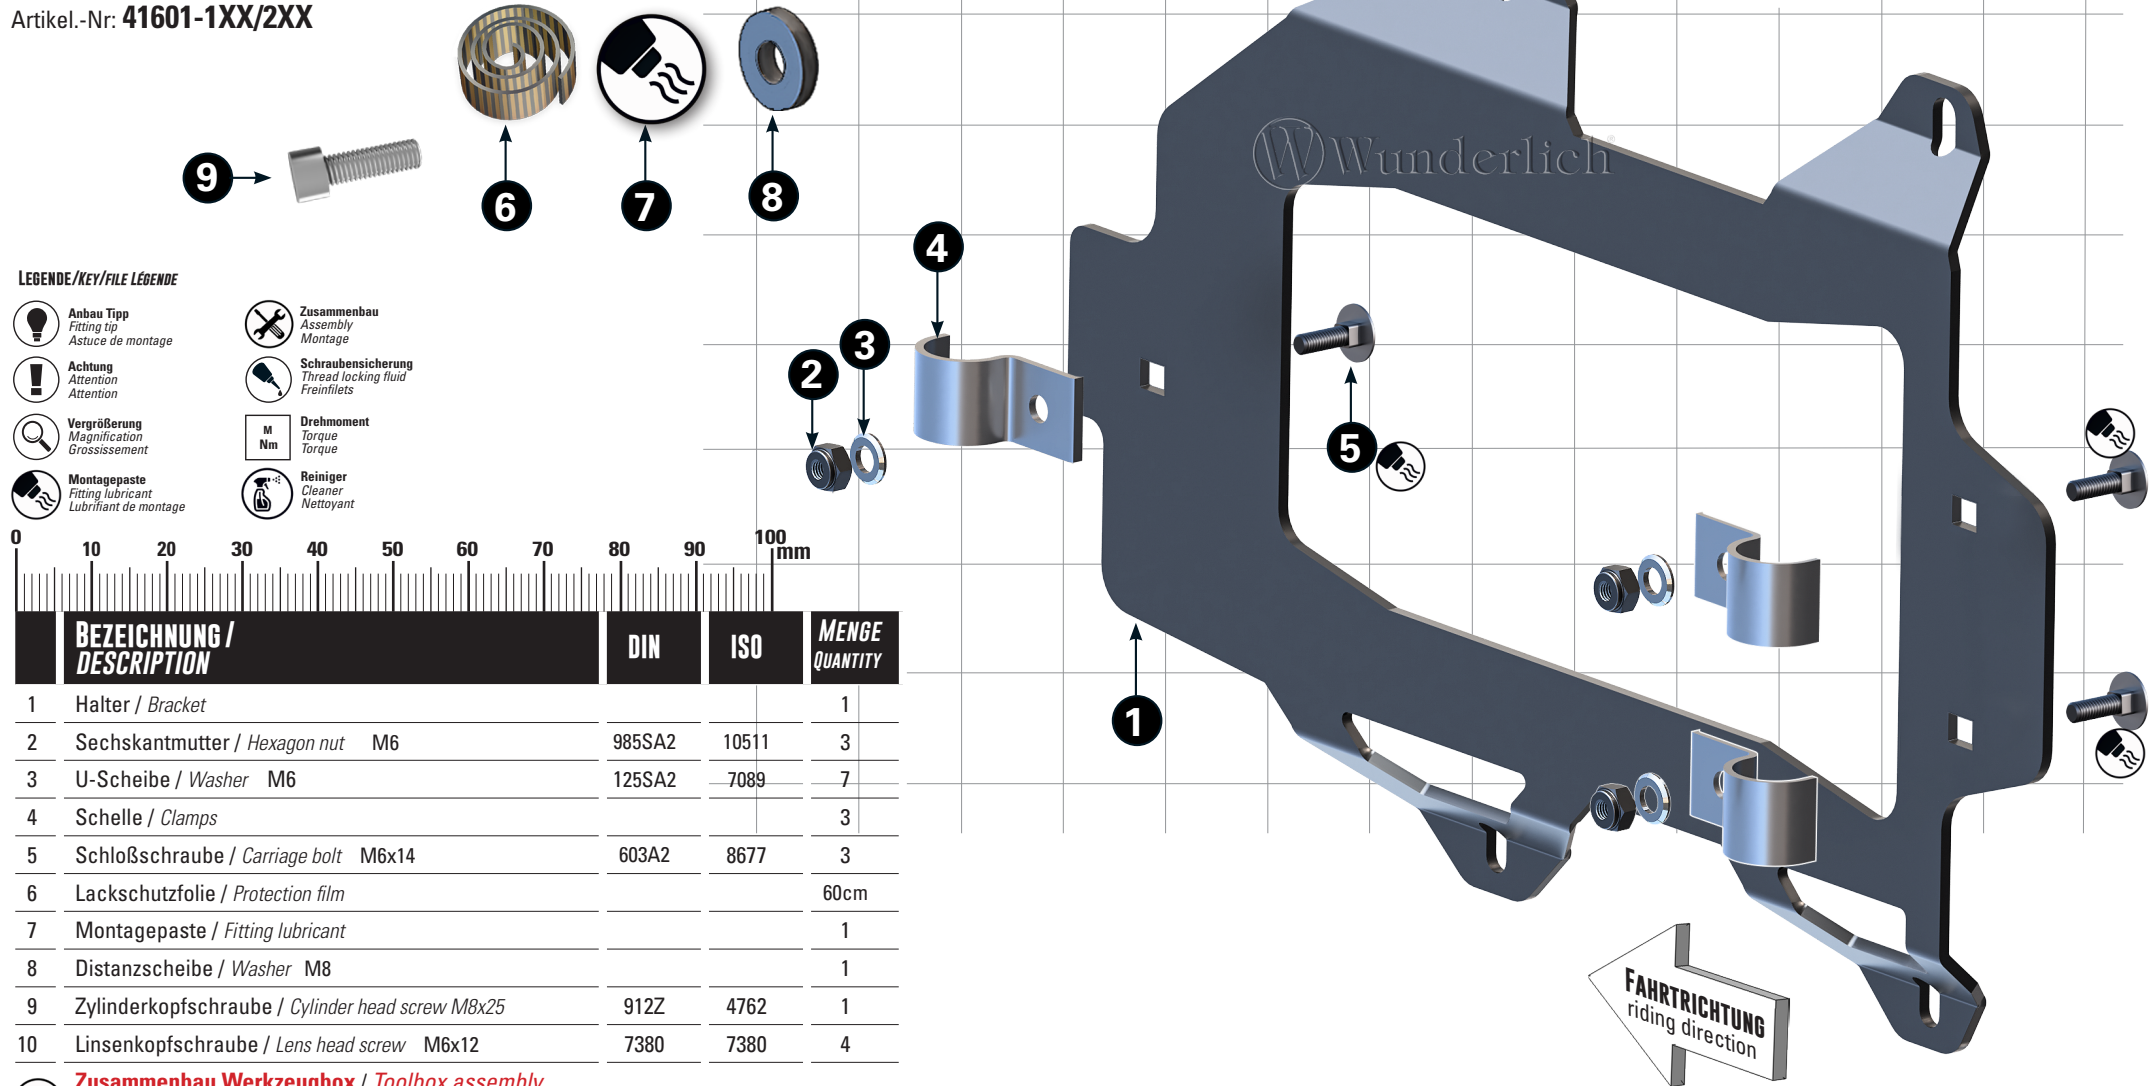 Artikel.-Nr: 41601-1XX/2XX
9
6
7
8
Wunderlich®
4
3
2
5
1
LEGENDE/KEY/FILE LÉGENDE
Anbau Tipp
Fitting tip
Astuce de montage
Zusammenbau
Assembly
Montage
Achtung
Attention
Attention
Schraubensicherung
Thread locking fluid
Freinfilets
Vergrößerung
Magnification
Grossissement
M
Nm
Drehmoment
Torque
Torque
Montagepaste
Fitting lubricant
Lubrifiant de montage
Reiniger
Cleaner
Nettoyant
0 10 20 30 40 50 60 70 80 90 100 mm
BEZEICHNUNG / DESCRIPTION DIN ISO MENGE QUANTITY
1 Halter / Bracket 1
2 Sechskantmutter / Hexagon nut M6 985SA2 10511 3
3 U-Scheibe / Washer M6 125SA2 7089 7
4 Schelle / Clamps 3
5 Schloßschraube / Carriage bolt M6x14 603A2 8677 3
6 Lackschutzfolie / Protection film 60cm
7 Montagepaste / Fitting lubricant 1
8 Distanzscheibe / Washer M8 1
9 Zylinderkopfschraube / Cylinder head screw M8x25 912Z 4762 1
10 Linsenkopfschraube / Lens head screw M6x12 7380 7380 4
Zusammenbau Werkzeugbox / Toolbox assembly
FAHRTRICHTUNG
riding direction